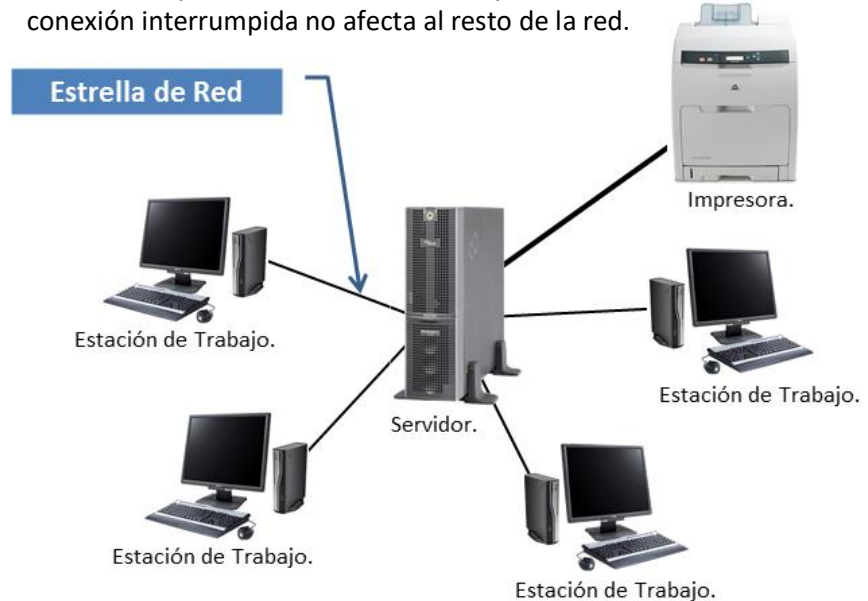 conexión interrumpida no afecta al resto de la red.
Estrella de Red
Impresora.
Estación de Trabajo.
Estación de Trabajo.
Servidor.
Estación de Trabajo.
Estación de Trabajo.